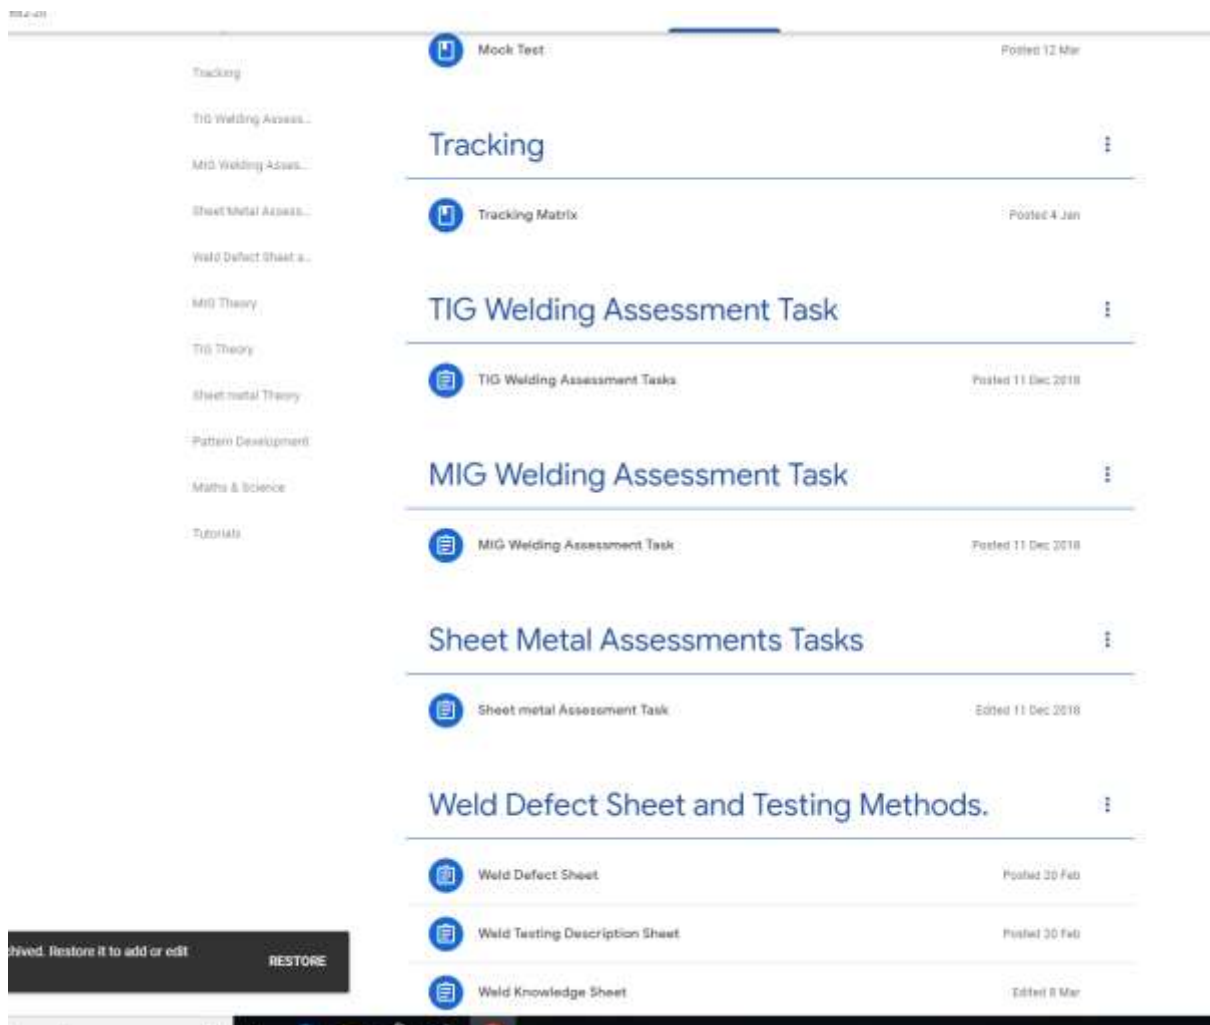 Tracking
TIG Welding Assess...
MIG Welding Asses...
Sheet Metal Assess...
Weld Defect Sheet a...
MIG Theory
TIG Theory
Sheet metal Theory
Pattern Development
Maths & Science
Tutorials
Mock Test
Posted 12 Mar
Tracking
Tracking Matrix
Posted 4 Jan
TIG Welding Assessment Task
TIG Welding Assessment Tasks
Posted 11 Dec 2018
MIG Welding Assessment Task
MIG Welding Assessment Task
Posted 11 Dec 2018
Sheet Metal Assessments Tasks
Sheet metal Assessment Task
Edited 11 Dec 2018
Weld Defect Sheet and Testing Methods.
Weld Defect Sheet
Posted 20 Feb
Weld Testing Description Sheet
Posted 20 Feb
Weld Knowledge Sheet
Edited 8 Mar
chived. Restore it to add or edit
RESTORE